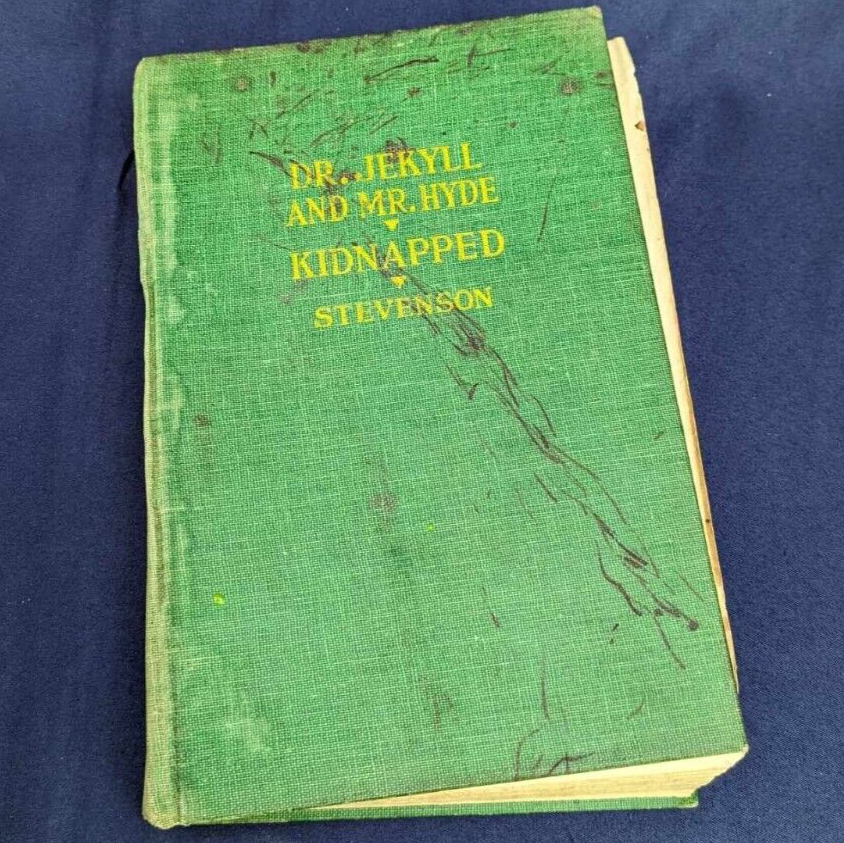 DR. JEKYLL
AND MR. HYDE
KIDNAPPED
STEVENSON